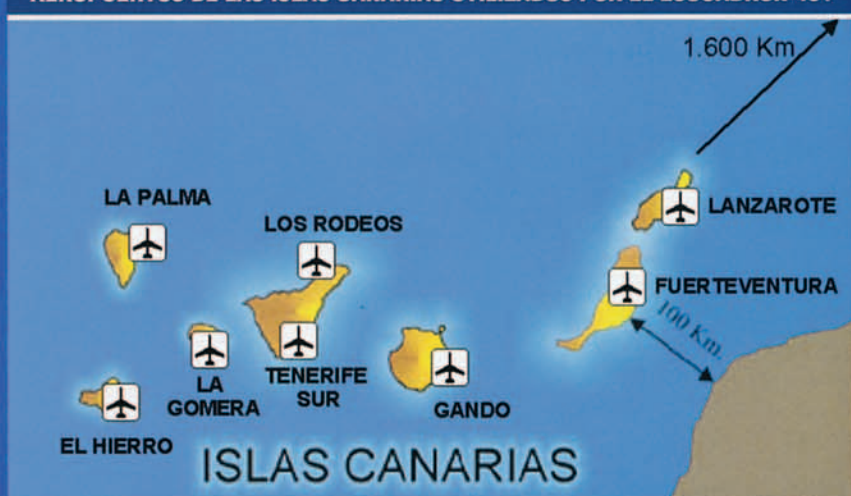 1.600 Km
LA PALMA
LOS RODEOS
LANZAROTE
FUERTEVENTURA
100 Km.
LA
GOMERA
TENERIFE
SUR
GANDO
EL HIERRO
ISLAS CANARIAS